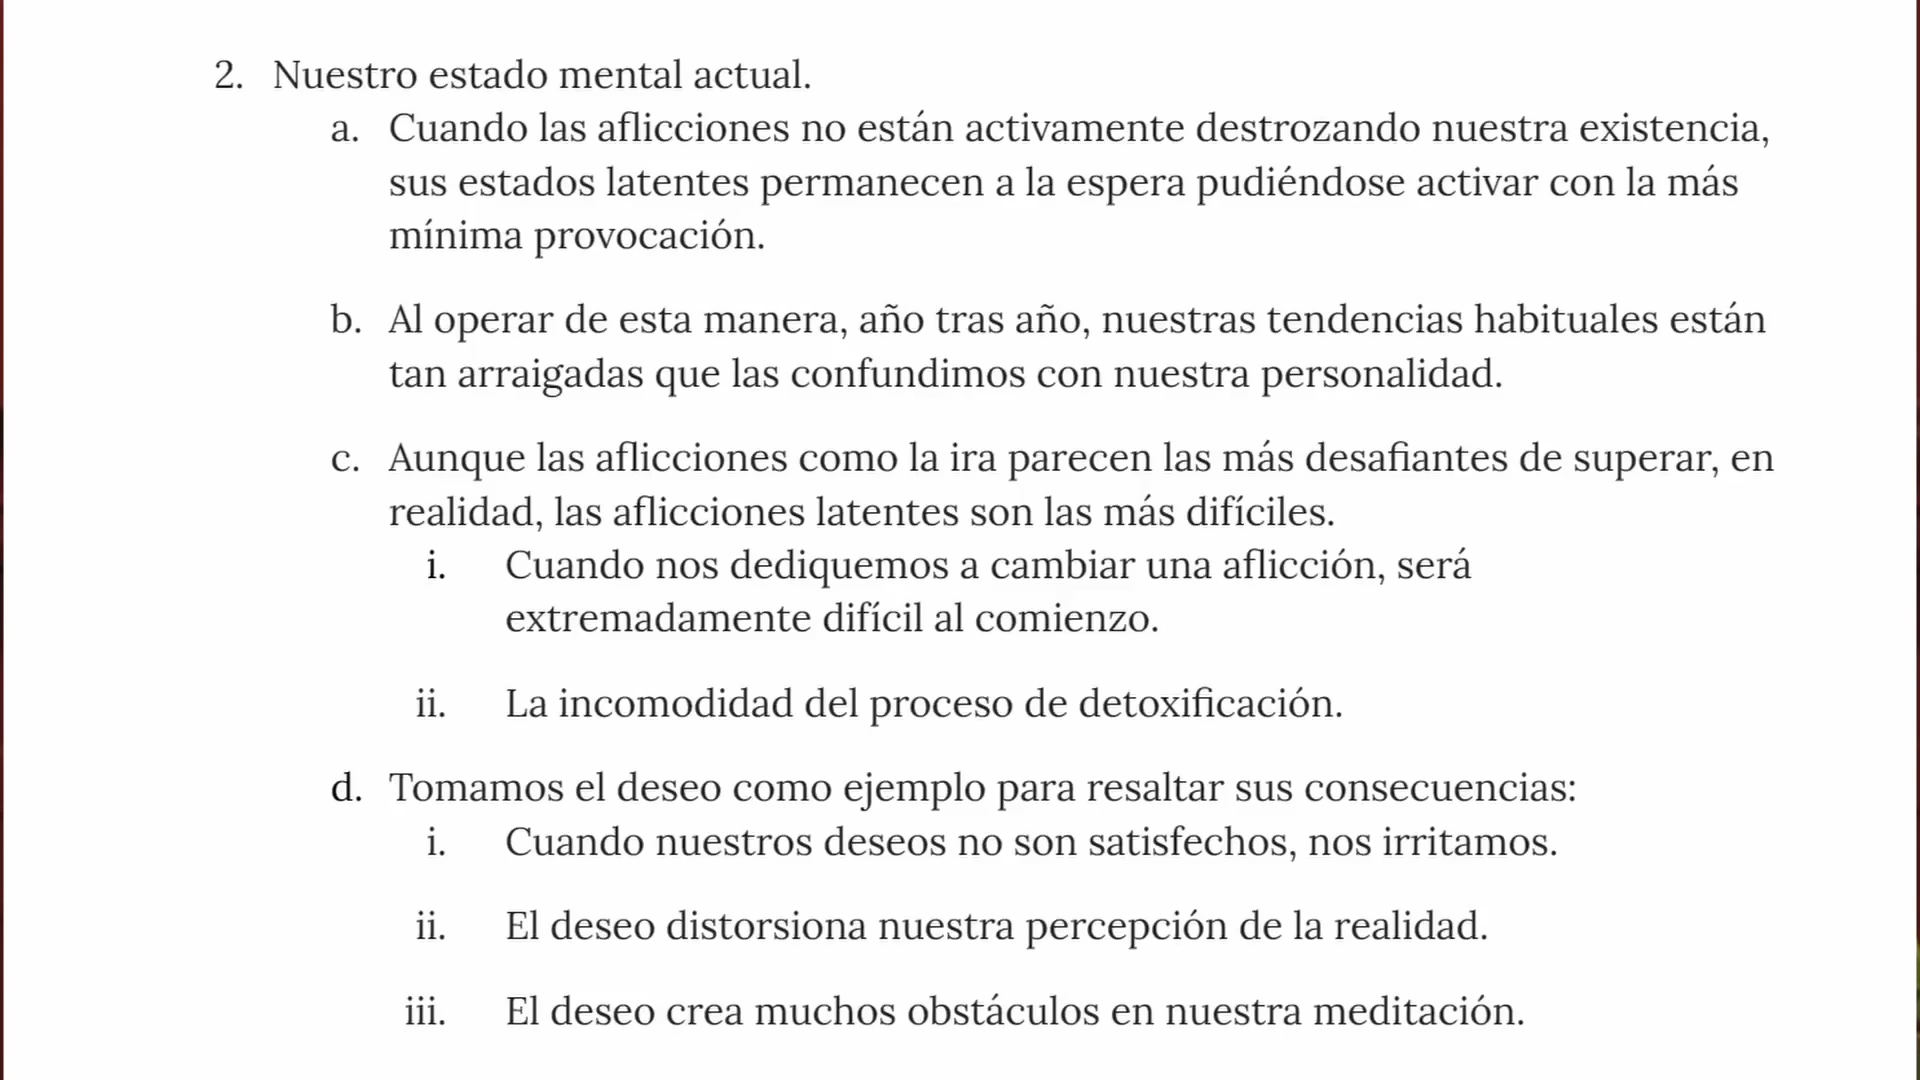 2. Nuestro estado mental actual.
a. Cuando las aflicciones no están activamente destrozando nuestra existencia,
sus estados latentes permanecen a la espera pudiéndose activar con la más
mínima provocación.
b. Al operar de esta manera, año tras año, nuestras tendencias habituales están
tan arraigadas que las confundimos con nuestra personalidad.
c. Aunque las aflicciones como la ira parecen las más desafiantes de superar, en
realidad, las aflicciones latentes son las más difíciles.
i. Cuando nos dediquemos a cambiar una aflicción, será
extremadamente difícil al comienzo.
ii. La incomodidad del proceso de detoxificación.
d. Tomamos el deseo como ejemplo para resaltar sus consecuencias:
i. Cuando nuestros deseos no son satisfechos, nos irritamos.
ii. El deseo distorsiona nuestra percepción de la realidad.
iii. El deseo crea muchos obstáculos en nuestra meditación.